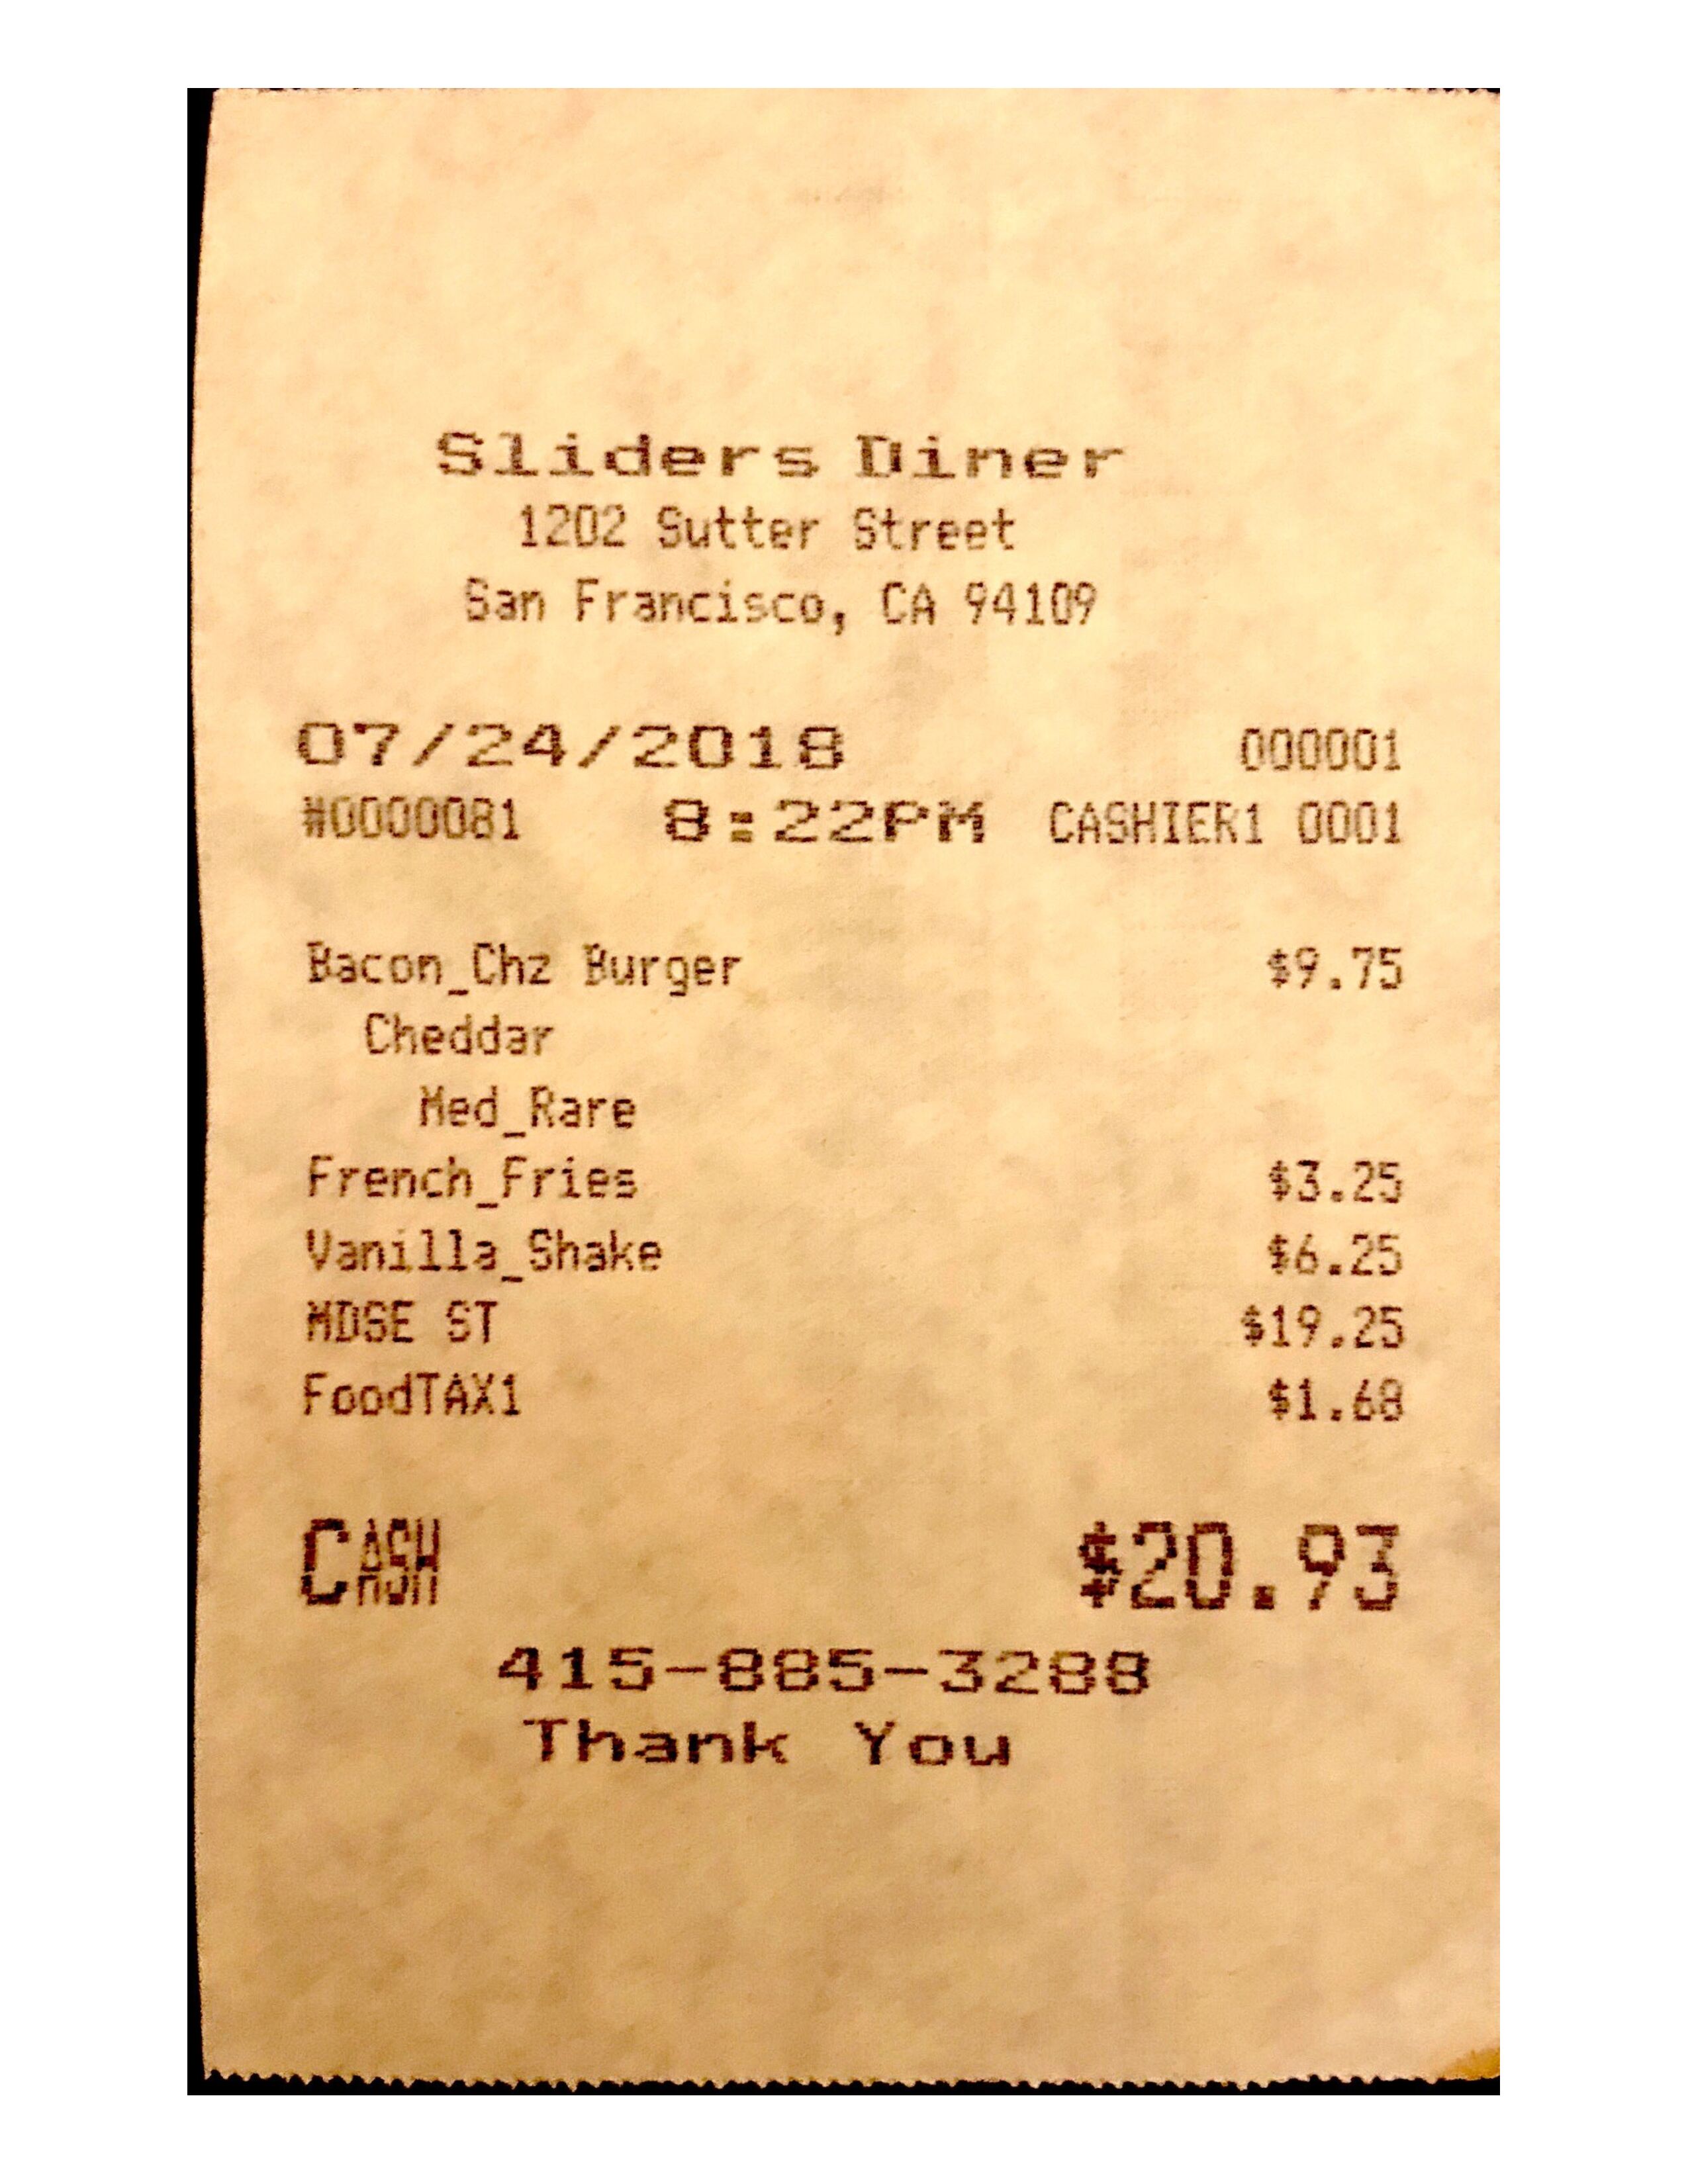 Sliders Diner
1202 Sutter Street
San Francisco, CA 94109
07/24/2018 000001
#0000081 8:22PM CASHIER1 0001
Bacon_Chz Burger $9.75
Cheddar
Med_Rare
French_Fries $3.25
Vanilla_Shake $6.25
MDSE ST $19.25
FoodTAX1 $1.68
CASH $20.93
415-885-3288
Thank You